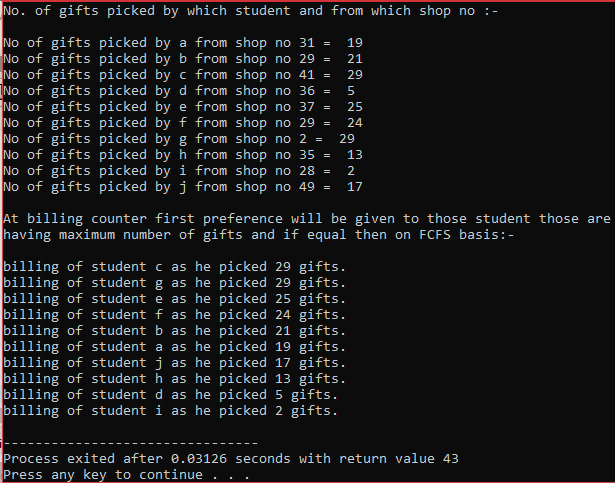 No. of gifts picked by which student and from which shop no :-
No of gifts picked by a from shop no 31 =  19
No of gifts picked by b from shop no 29 =  21
No of gifts picked by c from shop no 41 =  29
No of gifts picked by d from shop no 36 =  5
No of gifts picked by e from shop no 37 =  25
No of gifts picked by f from shop no 29 =  24
No of gifts picked by g from shop no 2 =  29
No of gifts picked by h from shop no 35 =  13
No of gifts picked by i from shop no 28 =  2
No of gifts picked by j from shop no 49 =  17
At billing counter first preference will be given to those student those are
having maximum number of gifts and if equal then on FCFS basis:-
billing of student c as he picked 29 gifts.
billing of student g as he picked 29 gifts.
billing of student e as he picked 25 gifts.
billing of student f as he picked 24 gifts.
billing of student b as he picked 21 gifts.
billing of student a as he picked 19 gifts.
billing of student j as he picked 17 gifts.
billing of student h as he picked 13 gifts.
billing of student d as he picked 5 gifts.
billing of student i as he picked 2 gifts.
--------------------------------
Process exited after 0.03126 seconds with return value 43
Press any key to continue . . .